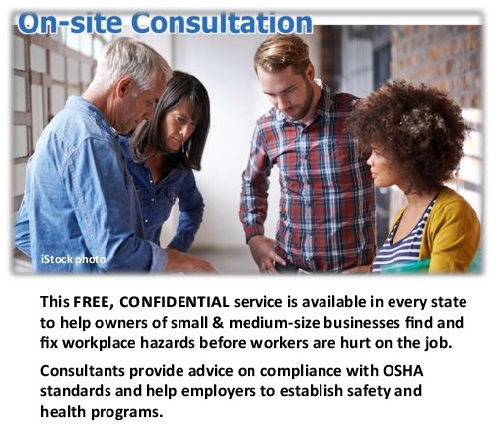 On-site Consultation
iStock photo
This FREE, CONFIDENTIAL service is available in every state
to help owners of small & medium-size businesses find and
fix workplace hazards before workers are hurt on the job.
Consultants provide advice on compliance with OSHA
standards and help employers to establish safety and
health programs.